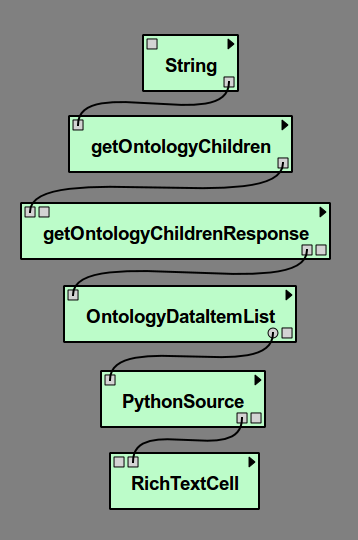 String
getOntologyChildren
getOntologyChildrenResponse
OntologyDataItemList
PythonSource
RichTextCell